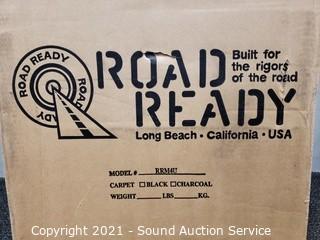 ROAD READY
ROAD
READY
ROAD
READY
Built for
the rigors
of the road
Long Beach • California • USA
MODEL # RRM4U
CARPET ☐ BLACK ☐ CHARCOAL
WEIGHT LBS. KG.
Copyright 2021 - Sound Auction Service